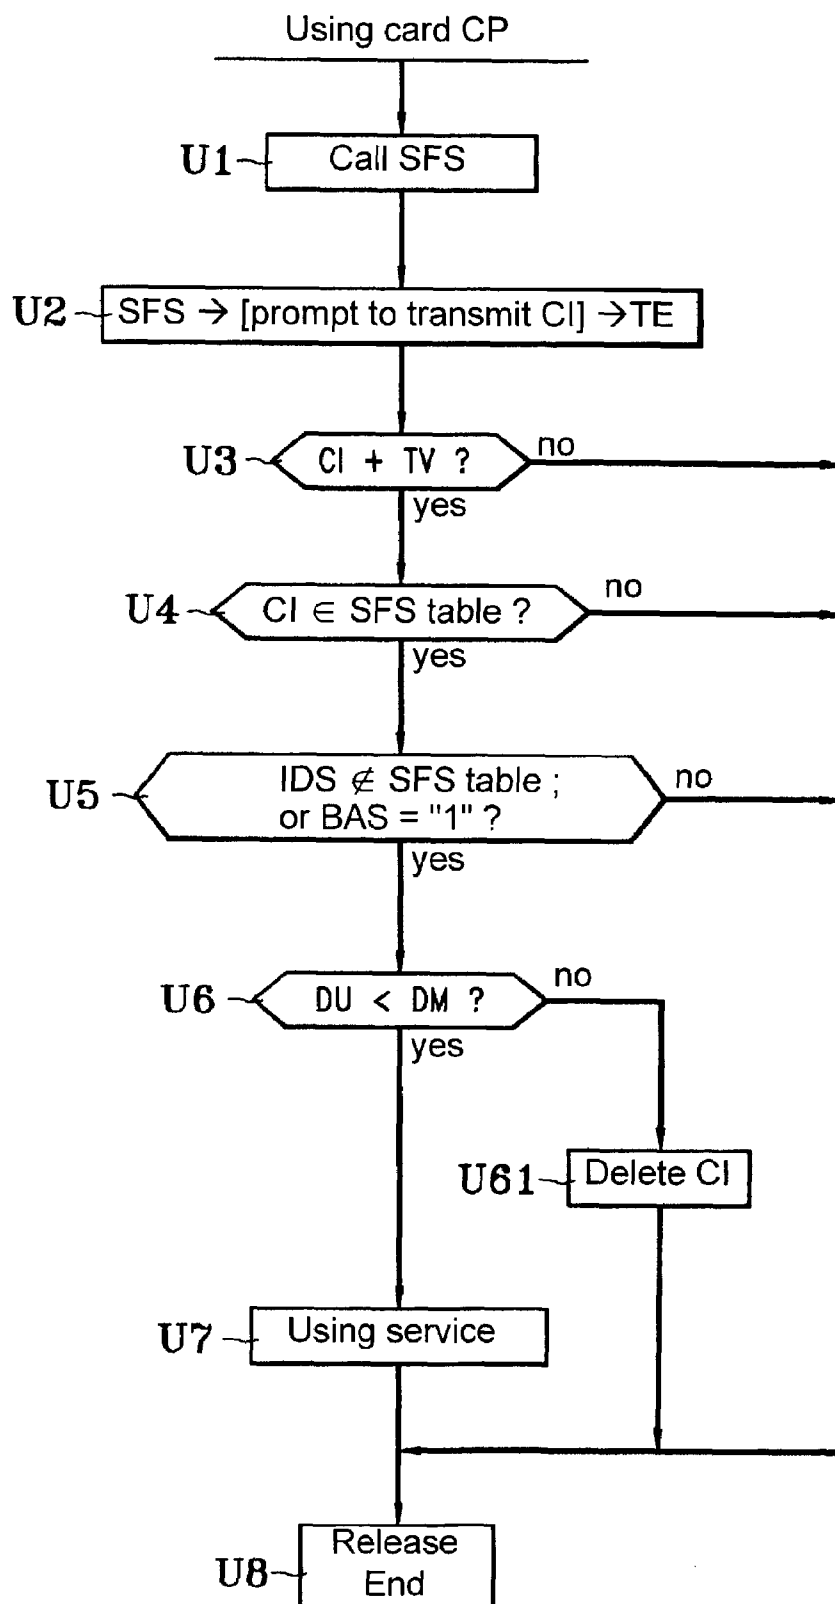 Using card CP
U1 Call SFS
U2 SFS → [prompt to transmit CI] → TE
U3 CI + TV ? no
yes
U4 CI ∈ SFS table ? no
yes
U5 IDS ∉ SFS table ; no
or BAS = "1" ?
yes
U6 DU < DM ? no
yes
U61 Delete CI
U7 Using service
U8 Release
End